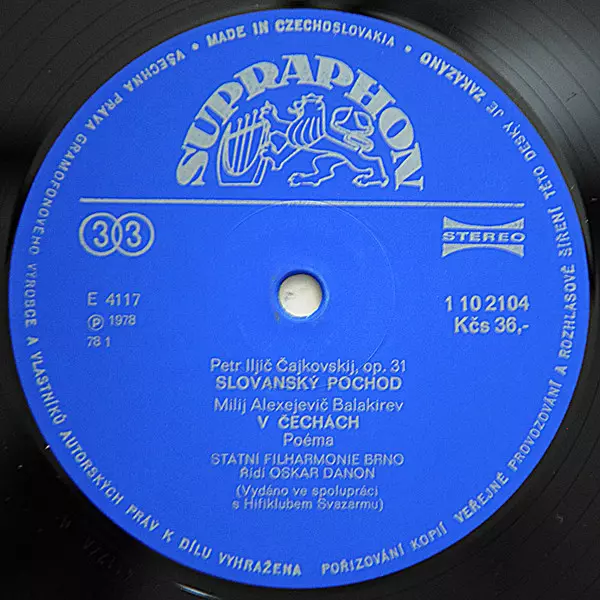 VŠECHNA PRÁVA GRAMOFONOVÉHO VÝROBCE A VLASTNÍKŮ AUTORSKÝCH PRÁV K DÍLU VYHRAŽENA
• MADE IN CZECHOSLOVAKIA •
POŘIZOVÁNÍ KOPIÍ VEŘEJNÉ PROVOZOVÁNÍ A ROZHLASOVÉ ŠÍŘENÍ TÉTO DESKY JE ZAKÁZÁNO
SUPRAPHON
33
STEREO
E 4117
Ⓟ 1978
78 1
1 10 2104
Kčs 36,-
Petr Iljič Čajkovskij, op. 31
SLOVANSKÝ POCHOD
Milij Alexejevič Balakirev
V ČECHÁCH
Poéma
STÁTNÍ FILHARMONIE BRNO
Řídí OSKAR DANON
(Vydáno ve spolupráci
s Hifiklubem Svazarmu)